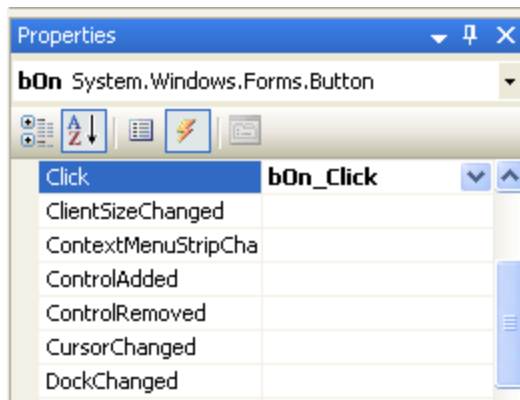 Properties
bOn System.Windows.Forms.Button
A Z
Click bOn_Click
ClientSizeChanged
ContextMenuStripCha
ControlAdded
ControlRemoved
CursorChanged
DockChanged